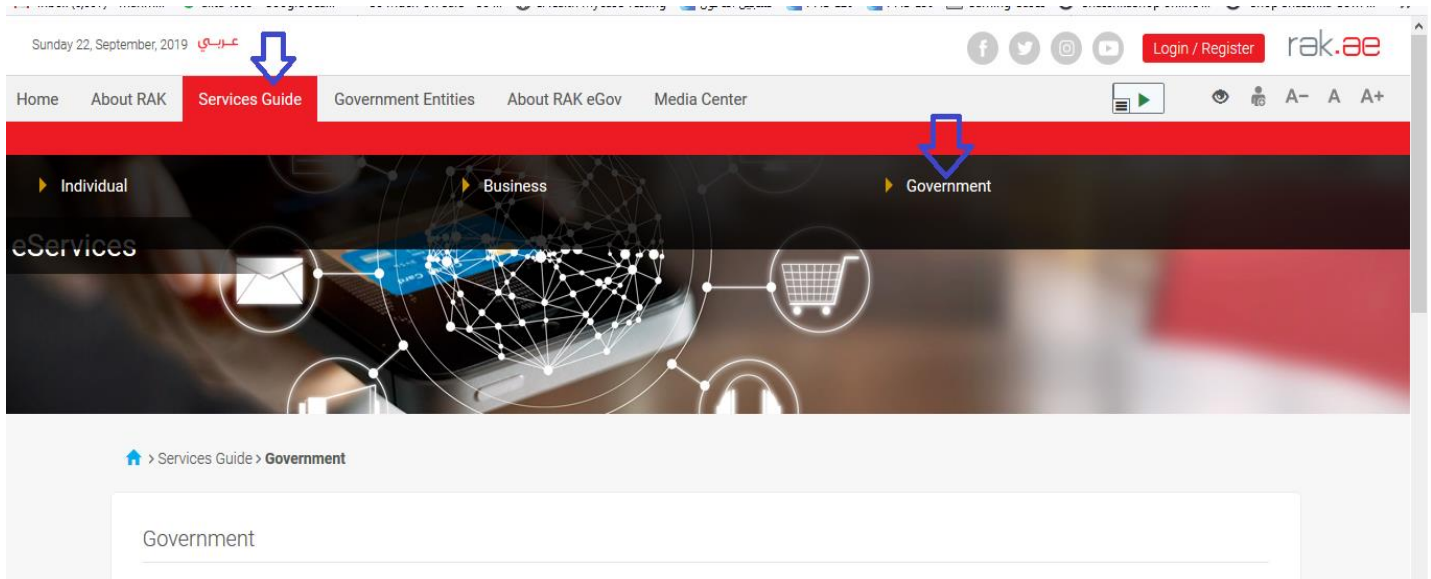 Sunday 22, September, 2019 عــربي
Login / Register rak.ae
Home About RAK Services Guide Government Entities About RAK eGov Media Center A− A A+
Individual Business Government
eServices
> Services Guide > Government
Government